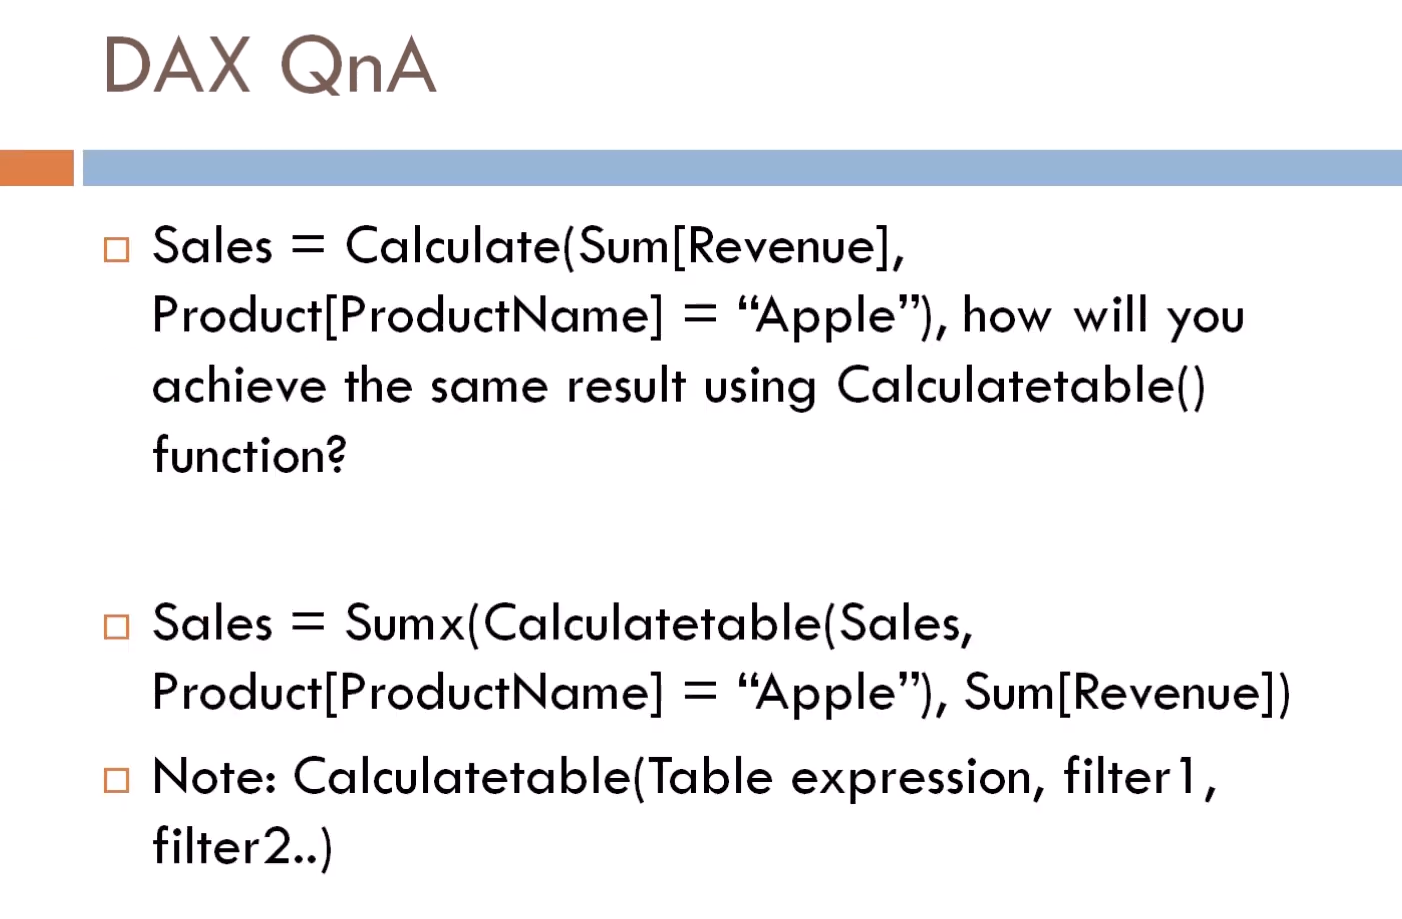 DAX QnA
Sales = Calculate(Sum[Revenue],
Product[ProductName] = “Apple”), how will you
achieve the same result using Calculatetable()
function?
Sales = Sumx(Calculatetable(Sales,
Product[ProductName] = “Apple”), Sum[Revenue])
Note: Calculatetable(Table expression, filter1,
filter2..)